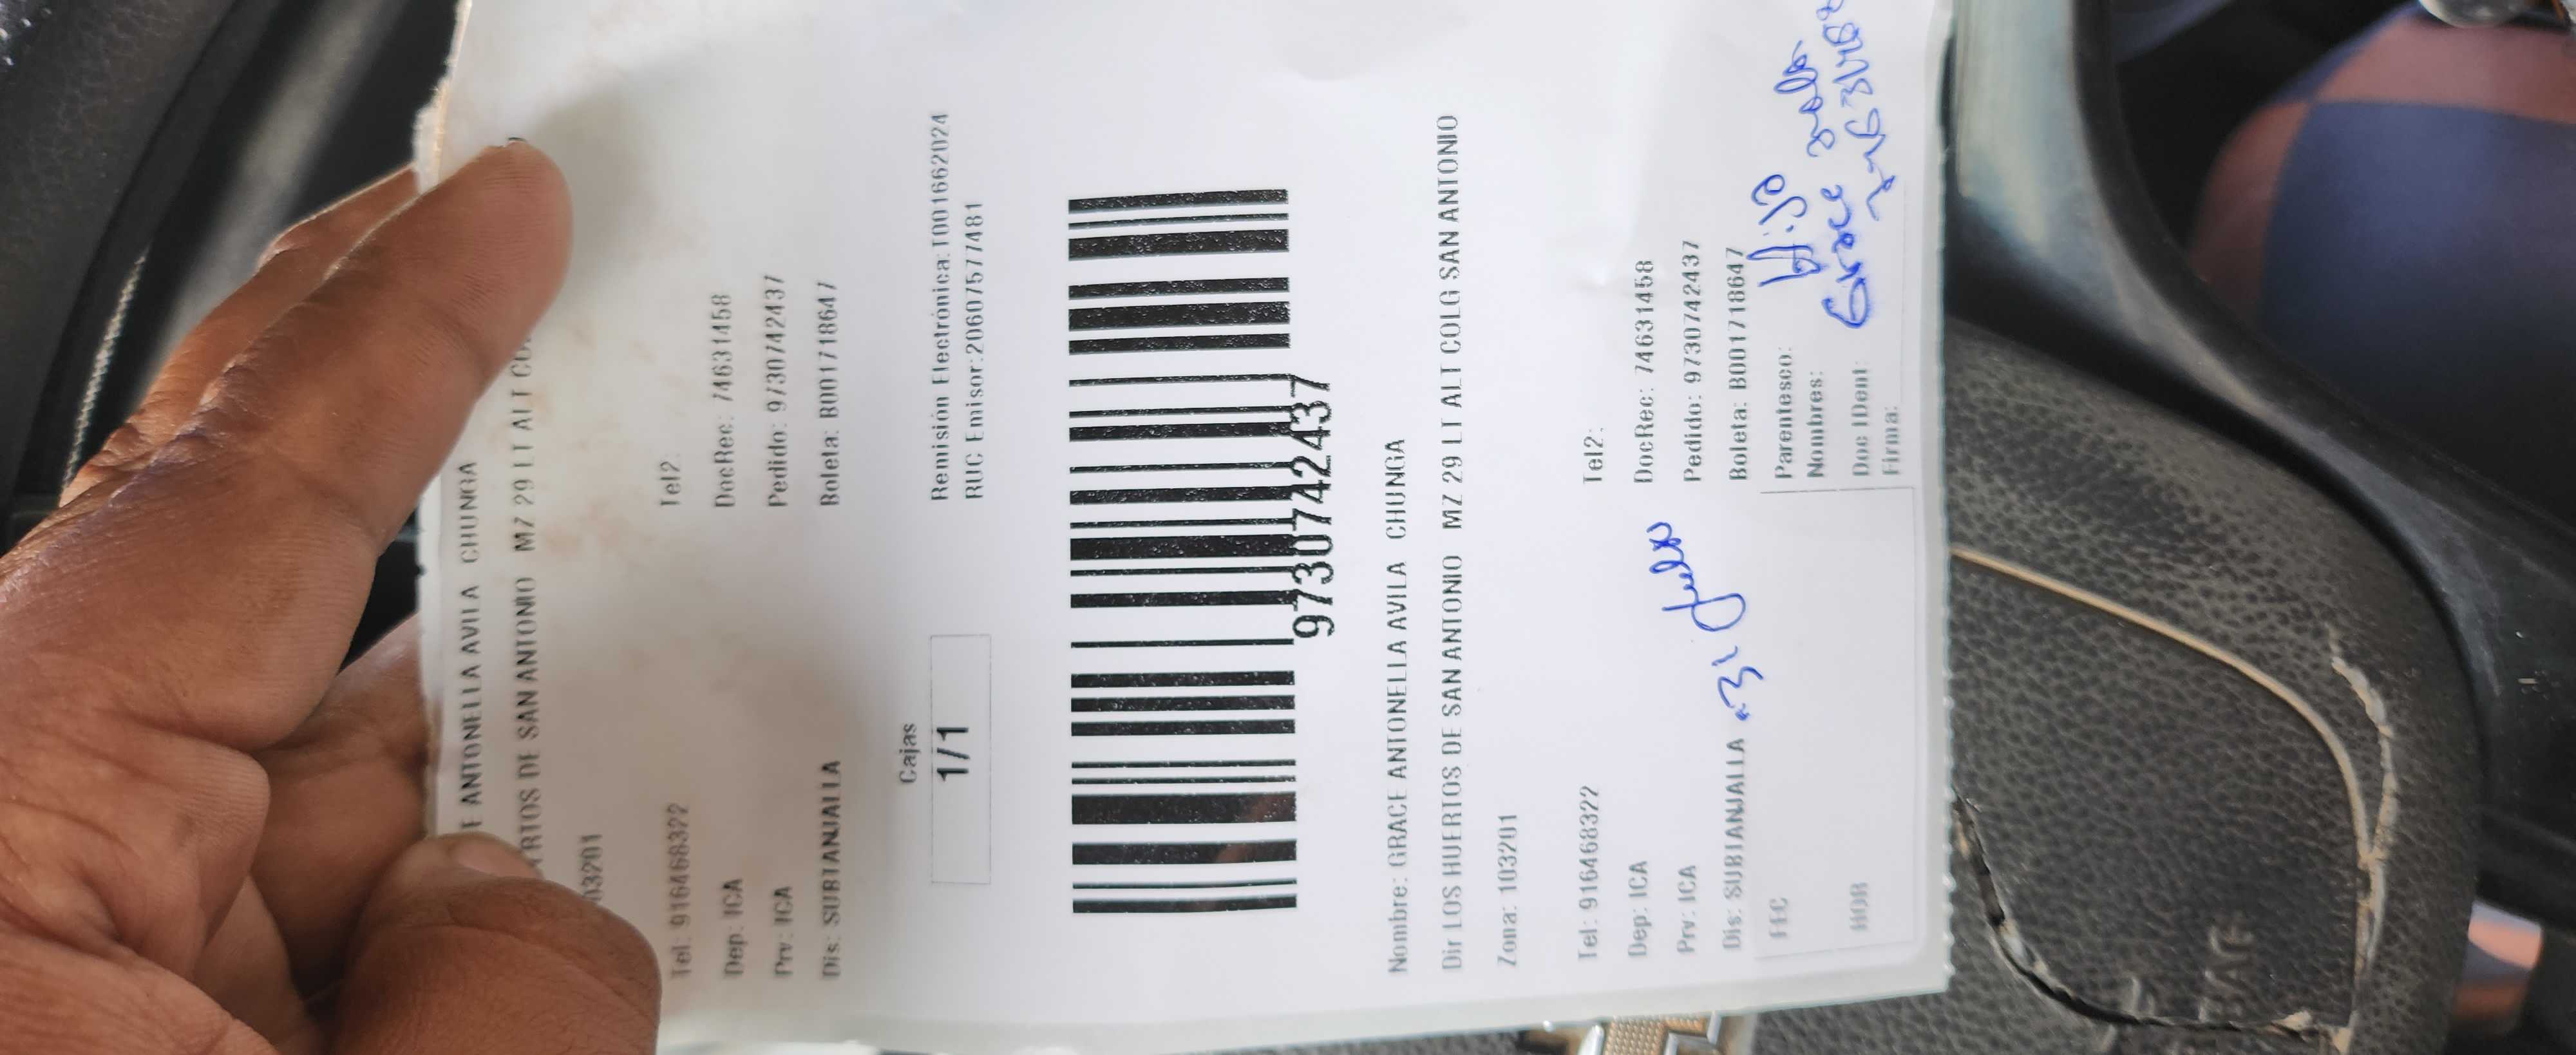 E ANTONELLA AVILA CHUNGA
RTOS DE SAN ANTONIO MZ 29 LT ALT CO
03201
Tel: 916468322 Tel2:
Dep: ICA DocRec: 74631458
Prv: ICA Pedido: 9730742437
Dis: SUBTANJALLA Boleta: B001718647
Cajas
1/1
Remisión Electrónica: T001662024
RUC Emisor:20607577481
9730742437
Nombre: GRACE ANTONELLA AVILA CHUNGA
Dir LOS HUERTOS DE SAN ANTONIO MZ 29 LT ALT COLG SAN ANTONIO
Zona: 103201
Tel: 916468322 Tel2:
Dep: ICA DocRec: 74631458
Prv: ICA Pedido: 9730742437
Dis: SUBTANJALLA Boleta: B001718647
FEC
HOR
Parentesco:
Nombres: Grace
Doc IDent:
Firma: